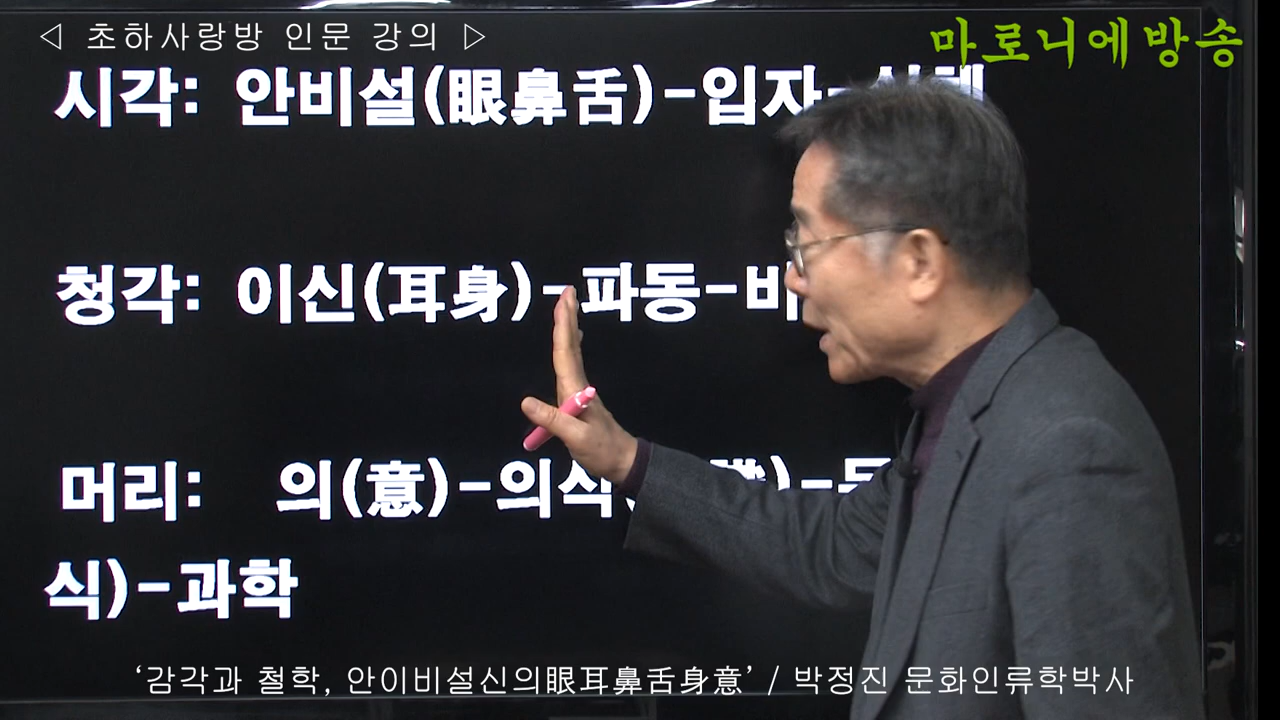 ◁ 초하사랑방 인문 강의 ▷
마로니에방송
시각: 안비설(眼鼻舌)-입자-실체
청각: 이신(耳身)-파동-비
머리: 의(意)-의식
식)-과학
‘감각과 철학, 안이비설신의眼耳鼻舌身意’ / 박정진 문화인류학박사